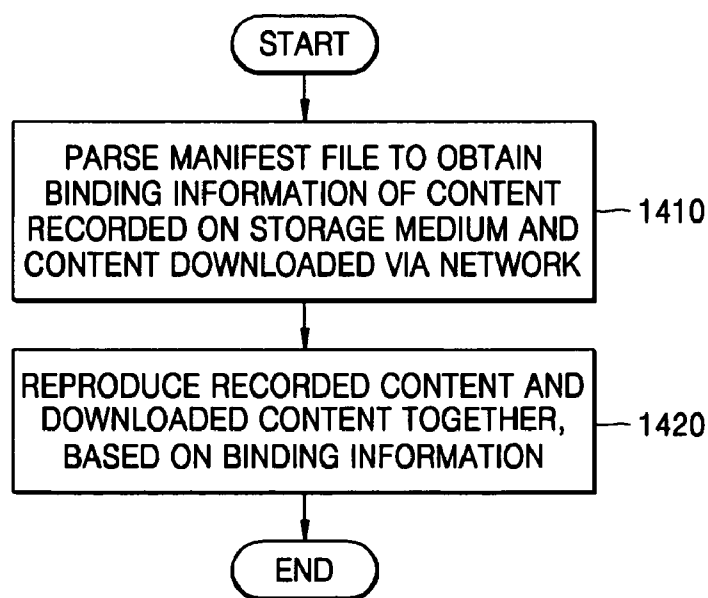 START
PARSE MANIFEST FILE TO OBTAIN
BINDING INFORMATION OF CONTENT
RECORDED ON STORAGE MEDIUM AND
CONTENT DOWNLOADED VIA NETWORK
1410
REPRODUCE RECORDED CONTENT AND
DOWNLOADED CONTENT TOGETHER,
BASED ON BINDING INFORMATION
1420
END